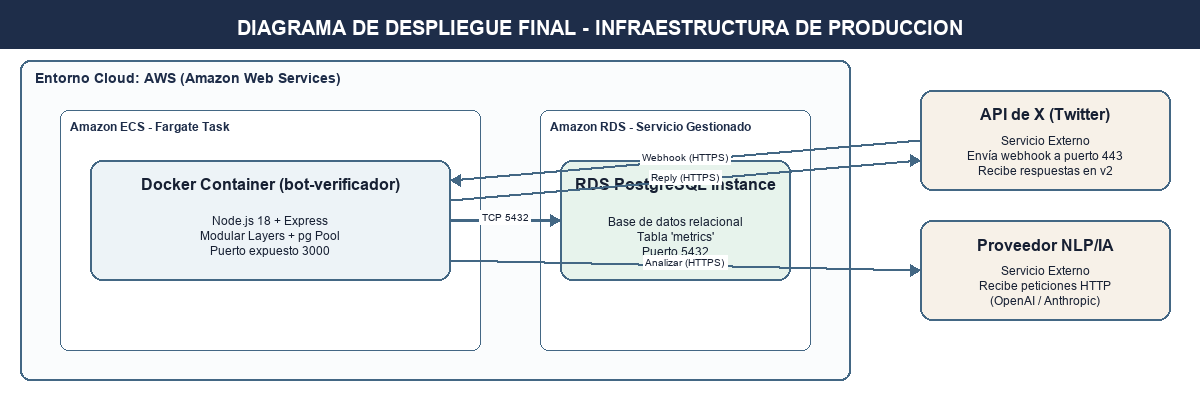 DIAGRAMA DE DESPLIEGUE FINAL - INFRAESTRUCTURA DE PRODUCCION
Entorno Cloud: AWS (Amazon Web Services)
Amazon ECS - Fargate Task
Docker Container (bot-verificador)
Node.js 18 + Express
Modular Layers + pg Pool
Puerto expuesto 3000
TCP 5432
Amazon RDS - Servicio Gestionado
Webhook (HTTPS)
Reply (HTTPS)
RDS PostgreSQL Instance
Base de datos relacional
Tabla 'metrics'
Puerto 5432
Analizar (HTTPS)
API de X (Twitter)
Servicio Externo
Envía webhook a puerto 443
Recibe respuestas en v2
Proveedor NLP/IA
Servicio Externo
Recibe peticiones HTTP
(OpenAI / Anthropic)